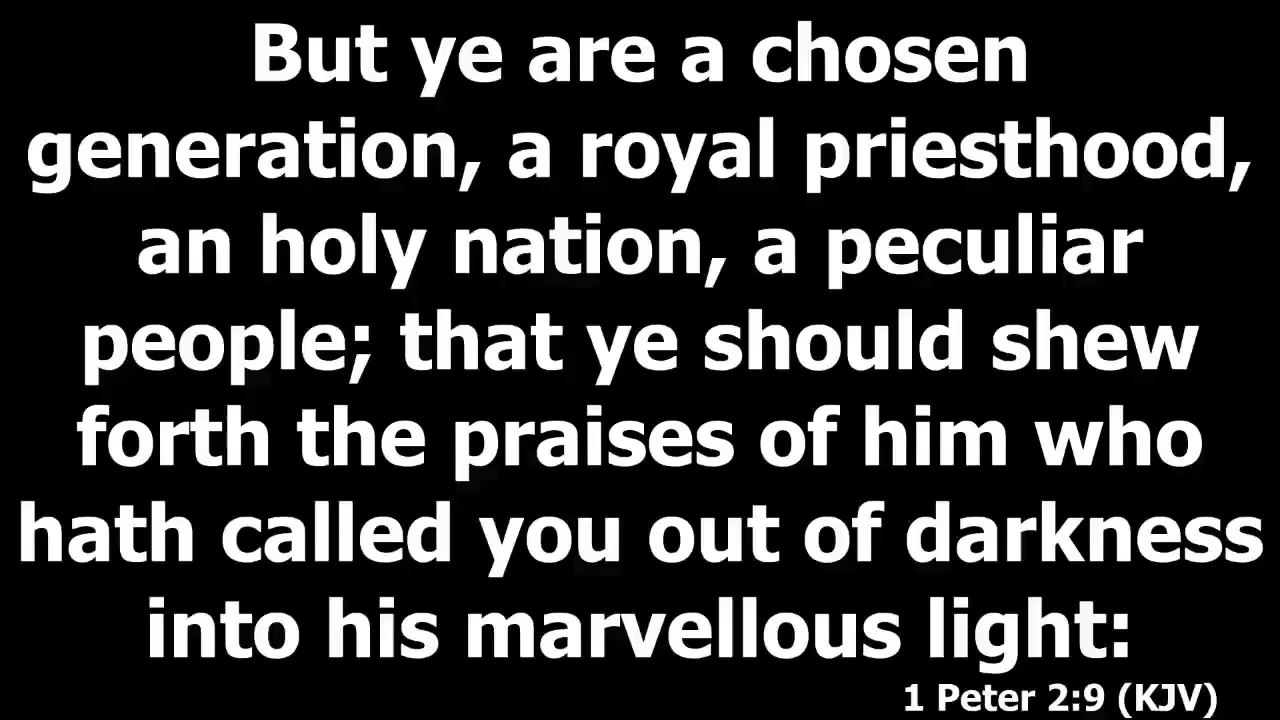 But ye are a chosen
generation, a royal priesthood,
an holy nation, a peculiar
people; that ye should shew
forth the praises of him who
hath called you out of darkness
into his marvellous light:
1 Peter 2:9 (KJV)